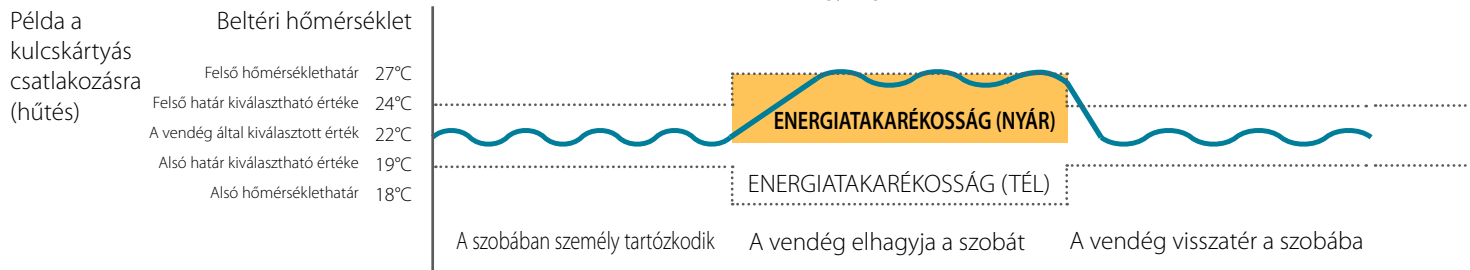 Példa a
kulcskártyás
csatlakozásra
(hűtés)
Beltéri hőmérséklet
Felső hőmérséklethatár 27°C
Felső határ kiválasztható értéke 24°C
A vendég által kiválasztott érték 22°C
Alsó határ kiválasztható értéke 19°C
Alsó hőmérséklethatár 18°C
ENERGIATAKARÉKOSSÁG (NYÁR)
ENERGIATAKARÉKOSSÁG (TÉL)
A szobában személy tartózkodik
A vendég elhagyja a szobát
A vendég visszatér a szobába